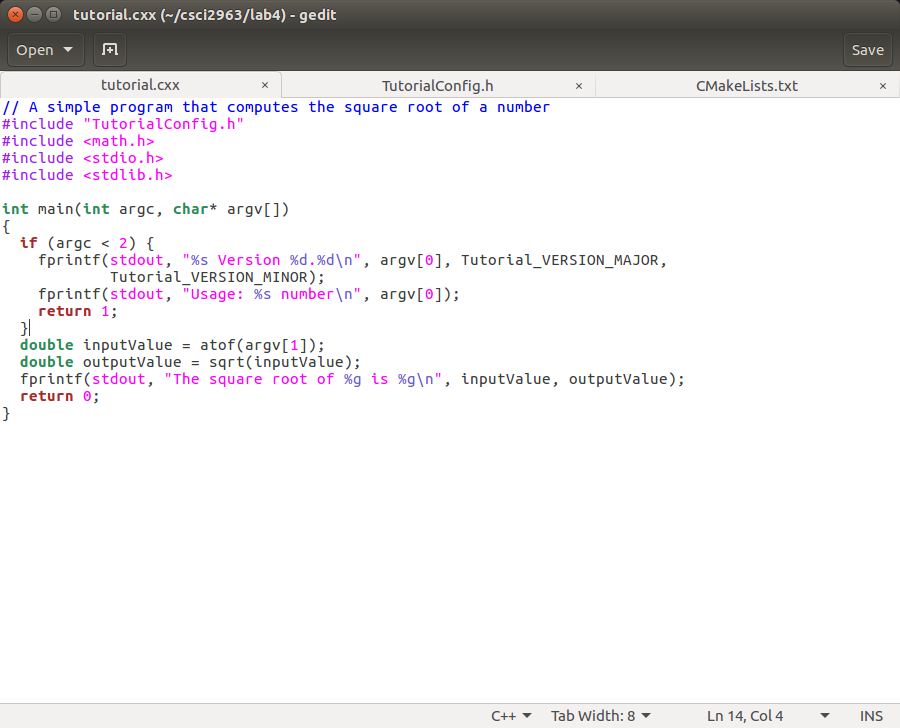 tutorial.cxx (~/csci2963/lab4) - gedit
Open Save
tutorial.cxx × TutorialConfig.h × CMakeLists.txt ×
// A simple program that computes the square root of a number
#include "TutorialConfig.h"
#include <math.h>
#include <stdio.h>
#include <stdlib.h>

int main(int argc, char* argv[])
{
  if (argc < 2) {
    fprintf(stdout, "%s Version %d.%d\n", argv[0], Tutorial_VERSION_MAJOR,
            Tutorial_VERSION_MINOR);
    fprintf(stdout, "Usage: %s number\n", argv[0]);
    return 1;
  }
  double inputValue = atof(argv[1]);
  double outputValue = sqrt(inputValue);
  fprintf(stdout, "The square root of %g is %g\n", inputValue, outputValue);
  return 0;
}
C++ Tab Width: 8 Ln 14, Col 4 INS